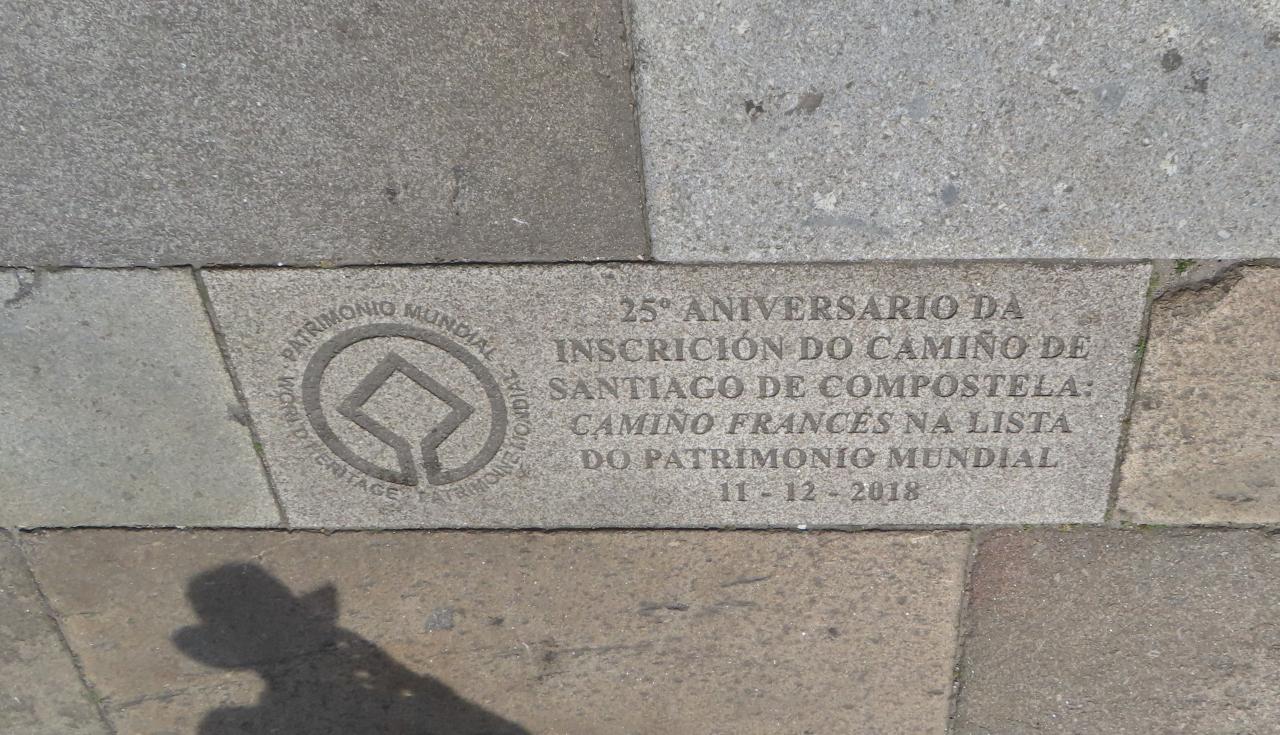 PATRIMONIO MUNDIAL
WORLD HERITAGE
PATRIMOINE MONDIAL
25º ANIVERSARIO DA
INSCRICIÓN DO CAMIÑO DE
SANTIAGO DE COMPOSTELA:
CAMIÑO FRANCÉS NA LISTA
DO PATRIMONIO MUNDIAL
11 - 12 - 2018